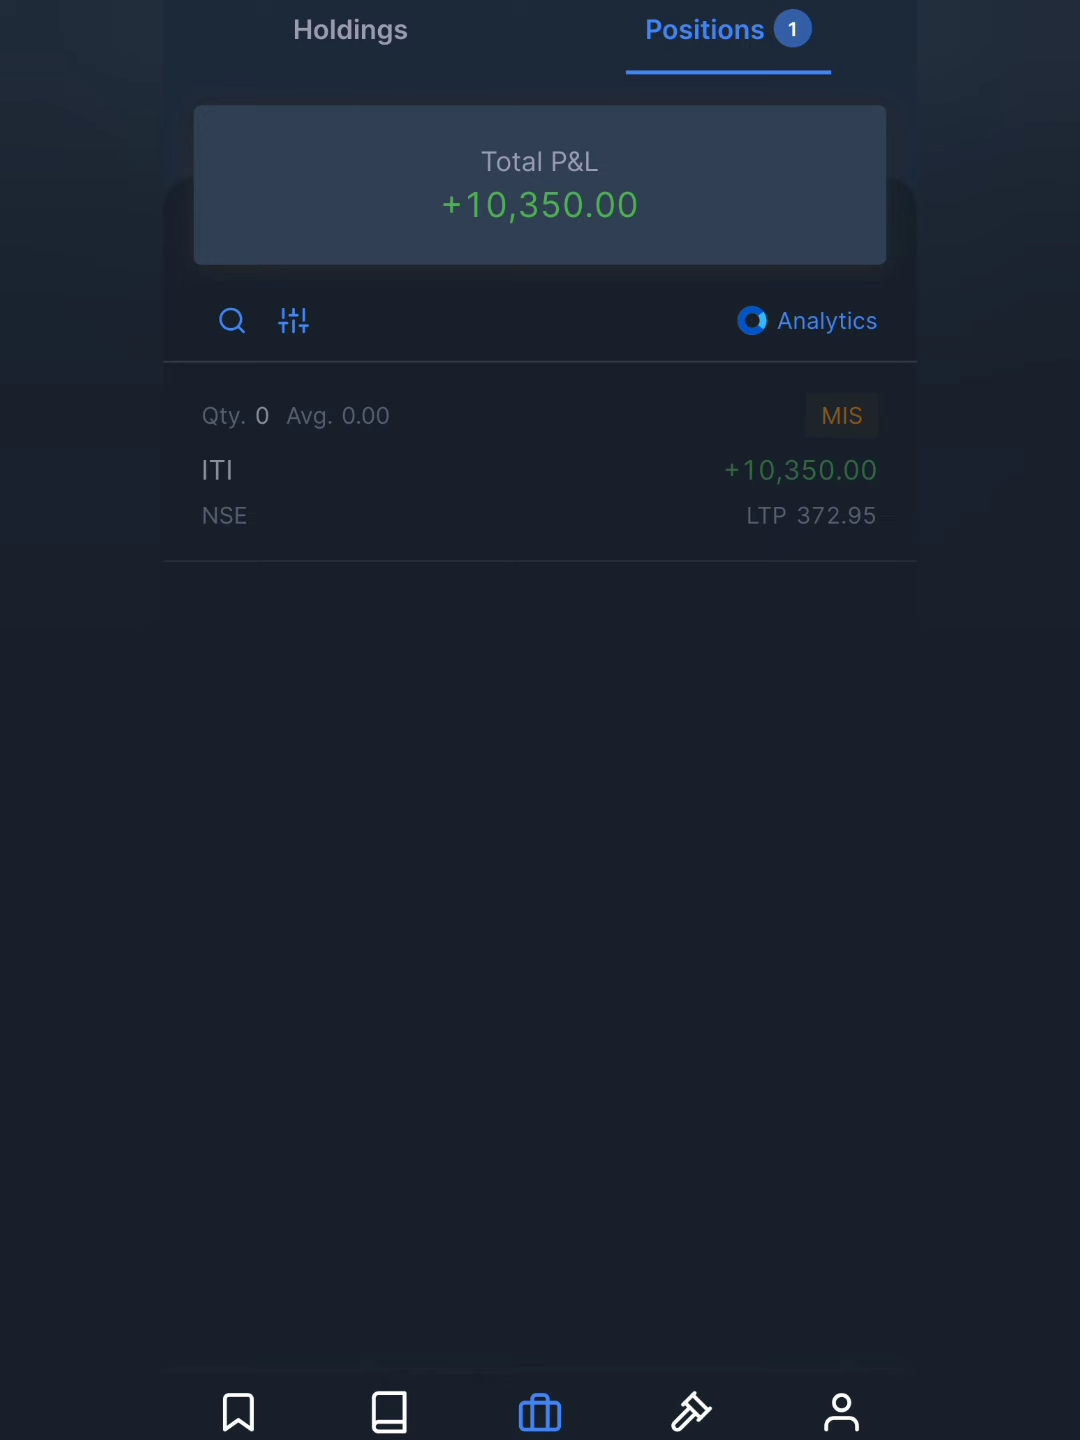 Holdings
Positions 1
Total P&L
+10,350.00
Analytics
Qty. 0 Avg. 0.00
MIS
ITI
+10,350.00
NSE
LTP 372.95